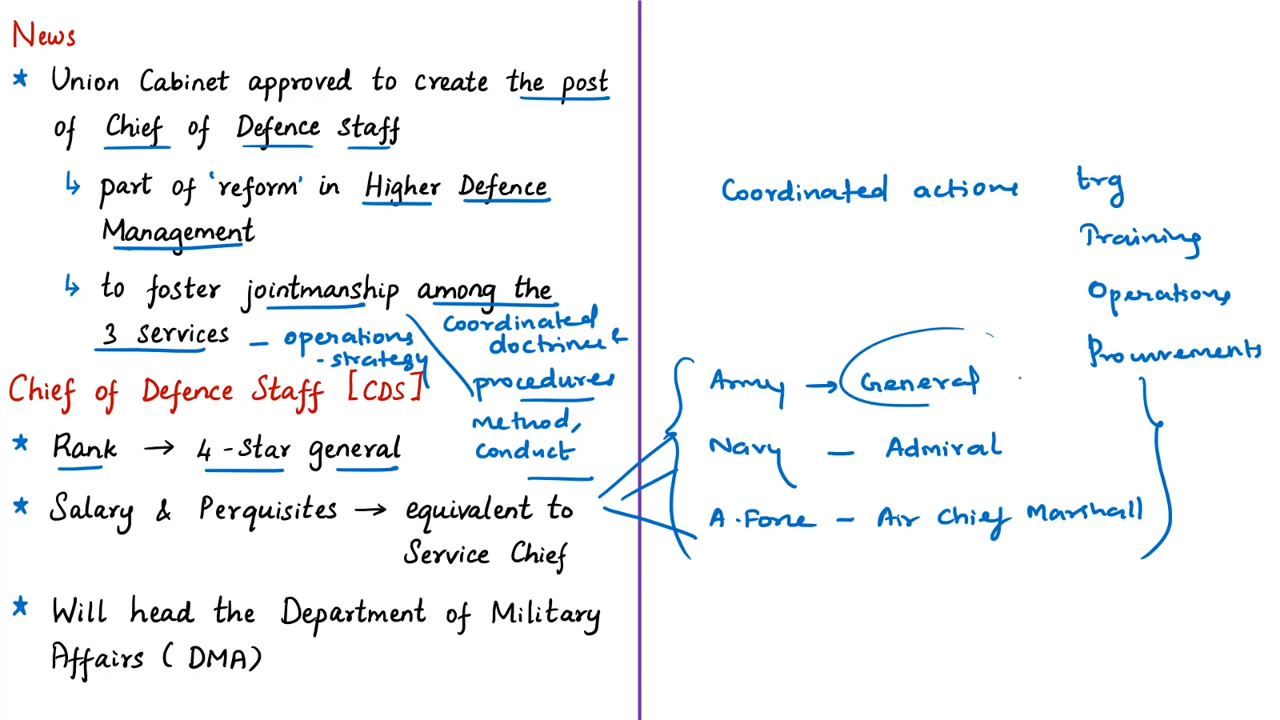 News
* Union Cabinet approved to create the post
of Chief of Defence Staff
↳ part of 'reform' in Higher Defence
Management
↳ to foster jointmanship among the
3 services – operations
- strategy
Coordinated
doctrine &
procedures
method,
conduct
Chief of Defence Staff [CDS]
* Rank → 4-star general
* Salary & Perquisites → equivalent to
Service Chief
* Will head the Department of Military
Affairs (DMA)
Coordinated actions
trg
Training
Operations
Procurements
Army → General
Navy — Admiral
A.Force – Air Chief Marshall